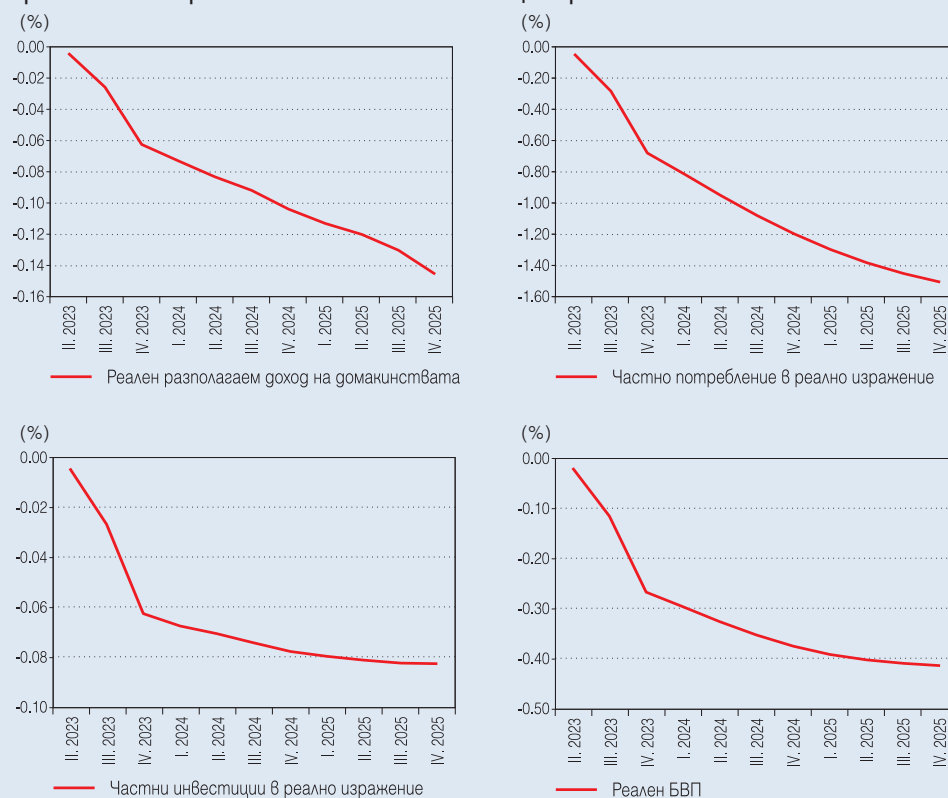 (%)
0.00
-0.02
-0.04
-0.06
-0.08
-0.10
-0.12
-0.14
-0.16
II. 2023
III. 2023
IV. 2023
I. 2024
II. 2024
III. 2024
IV. 2024
I. 2025
II. 2025
III. 2025
IV. 2025
Реален разполагаем доход на домакинствата
(%)
0.00
-0.20
-0.40
-0.60
-0.80
-1.00
-1.20
-1.40
-1.60
II. 2023
III. 2023
IV. 2023
I. 2024
II. 2024
III. 2024
IV. 2024
I. 2025
II. 2025
III. 2025
IV. 2025
Частно потребление в реално изражение
(%)
0.00
-0.02
-0.04
-0.06
-0.08
-0.10
II. 2023
III. 2023
IV. 2023
I. 2024
II. 2024
III. 2024
IV. 2024
I. 2025
II. 2025
III. 2025
IV. 2025
Частни инвестиции в реално изражение
(%)
0.00
-0.10
-0.20
-0.30
-0.40
-0.50
II. 2023
III. 2023
IV. 2023
I. 2024
II. 2024
III. 2024
IV. 2024
I. 2025
II. 2025
III. 2025
IV. 2025
Реален БВП